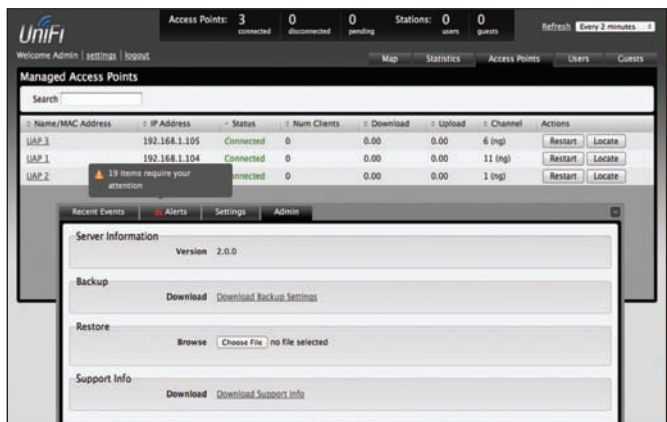 UniFi
Access Points: 3 connected 0 disconnected 0 pending Stations: 0 users 0 guests
Refresh Every 2 minutes
Welcome Admin | settings | logout
Map Statistics Access Points Users Guests
Managed Access Points
Search
Name/MAC Address IP Address Status Num Clients Download Upload Channel Actions
UAP 3 192.168.1.105 Connected 0 0.00 0.00 6 (ng) Restart Locate
UAP 1 192.168.1.104 Connected 0 0.00 0.00 11 (ng) Restart Locate
UAP 2 nnected 0 0.00 0.00 1 (ng) Restart Locate
19 items require your
attention
Recent Events Alerts Settings Admin
Server Information
Version 2.0.0
Backup
Download Download Backup Settings
Restore
Browse Choose File no file selected
Support Info
Download Download Support Info